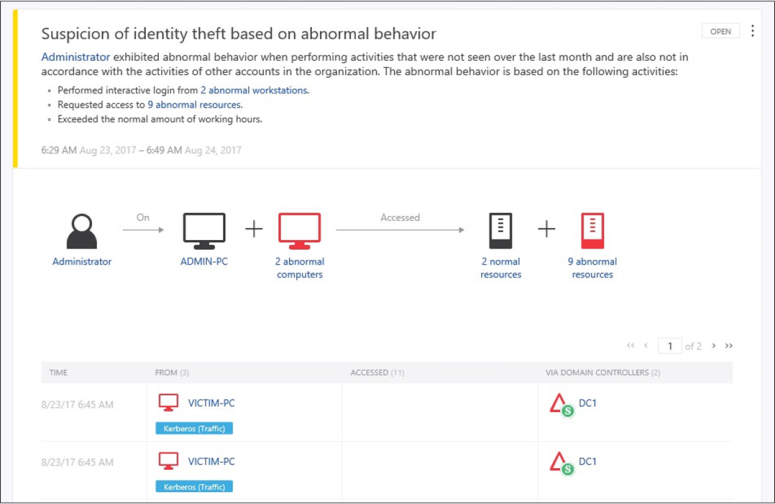 Suspicion of identity theft based on abnormal behavior
OPEN
Administrator exhibited abnormal behavior when performing activities that were not seen over the last month and are also not in
accordance with the activities of other accounts in the organization. The abnormal behavior is based on the following activities:
• Performed interactive login from 2 abnormal workstations.
• Requested access to 9 abnormal resources.
• Exceeded the normal amount of working hours.
6:29 AM Aug 23, 2017 – 6:49 AM Aug 24, 2017
On
Accessed
Administrator
ADMIN-PC
2 abnormal
computers
2 normal
resources
9 abnormal
resources
1 of 2
TIME FROM (3) ACCESSED (11) VIA DOMAIN CONTROLLERS (2)
8/23/17 6:45 AM VICTIM-PC S DC1
Kerberos (Traffic)
8/23/17 6:45 AM VICTIM-PC S DC1
Kerberos (Traffic)